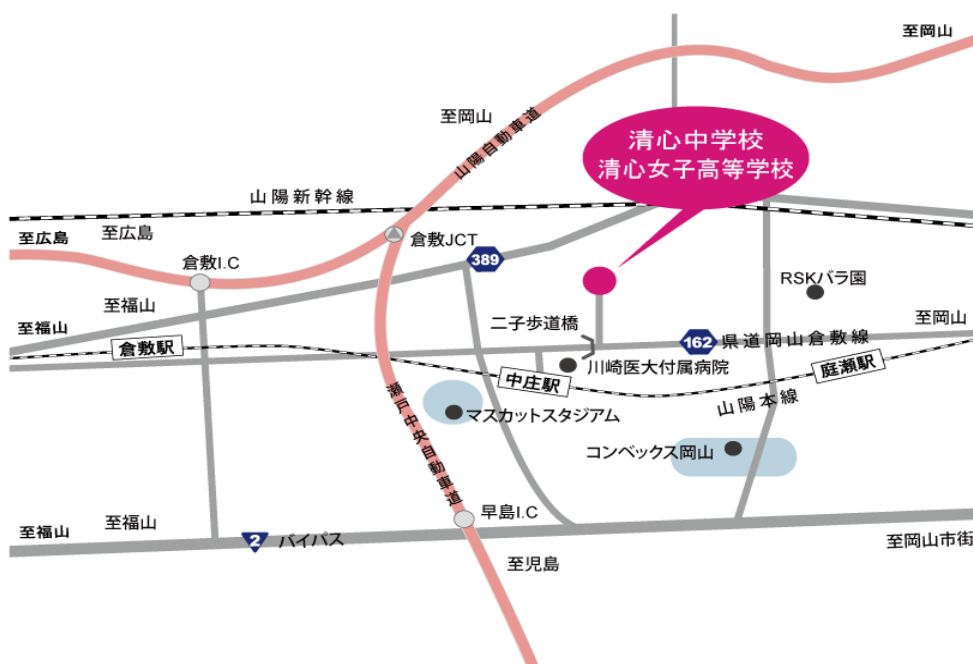 至岡山
至岡山
山陽自動車道
清心中学校
清心女子高等学校
山陽新幹線
至広島
至広島
倉敷JCT
倉敷I.C
389
RSKバラ園
至福山
至福山
二子歩道橋
至岡山
162
県道岡山倉敷線
倉敷駅
川崎医大付属病院
庭瀬駅
中庄駅
山陽本線
瀬戸中央自動車道
マスカットスタジアム
コンベックス岡山
早島I.C
至福山
至福山
2
バイパス
至岡山市街
至児島